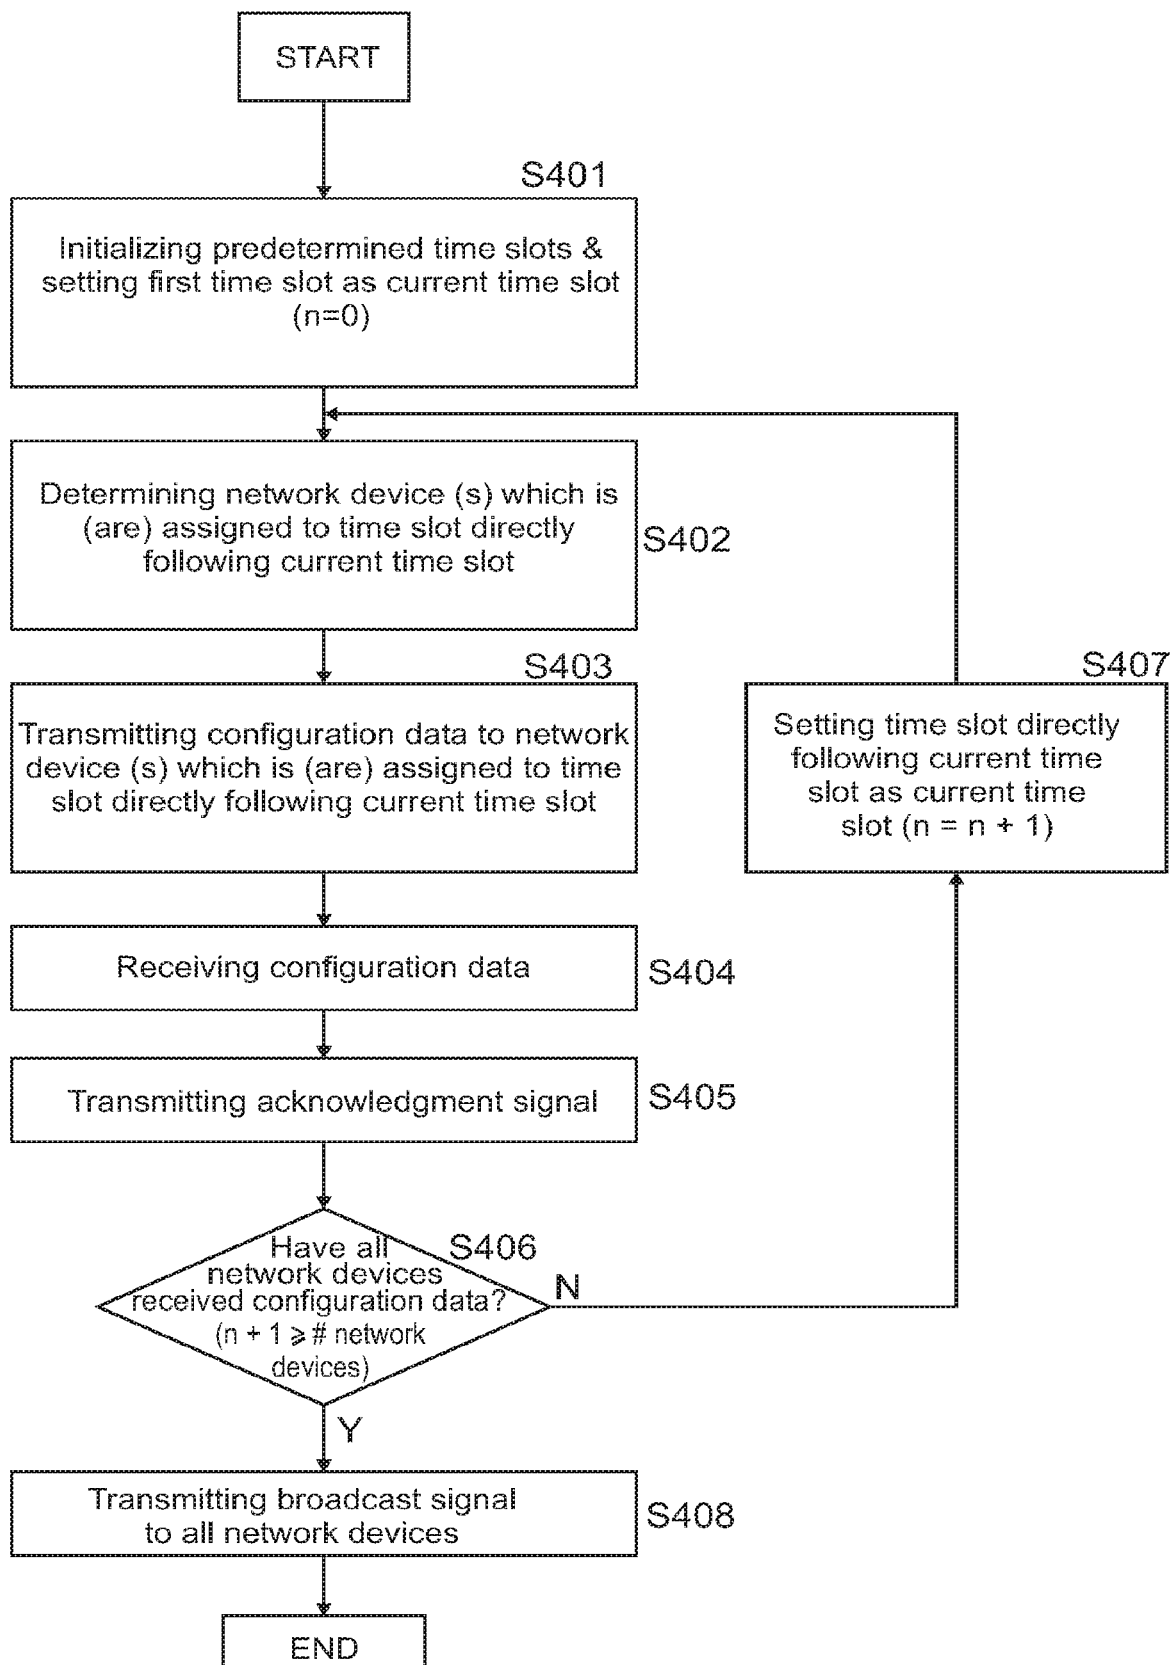 START
S401
Initializing predetermined time slots &
setting first time slot as current time slot
(n=0)
Determining network device (s) which is
(are) assigned to time slot directly
following current time slot
S402
S403
Transmitting configuration data to network
device (s) which is (are) assigned to time
slot directly following current time slot
S407
Setting time slot directly
following current time
slot as current time
slot (n = n + 1)
Receiving configuration data
S404
Transmitting acknowledgment signal
S405
S406
Have all
network devices
received configuration data?
(n + 1 ⩾ # network
devices)
N
Y
Transmitting broadcast signal
to all network devices
S408
END